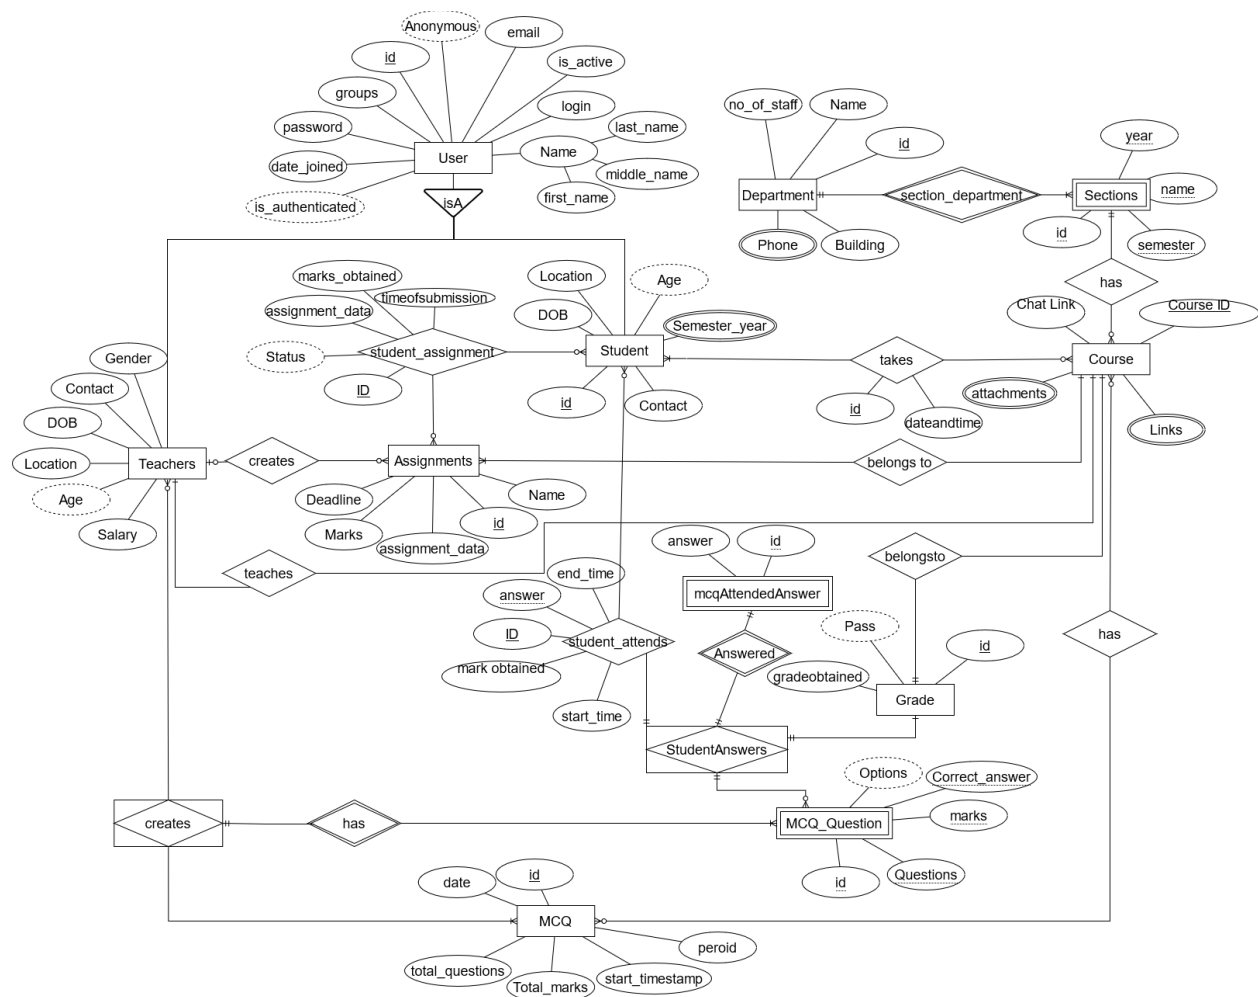 Anonymous
email
id
is_active
groups
login
password
last_name
User
Name
date_joined
middle_name
is_authenticated
first_name
isA
no_of_staff
Name
id
year
Department
section_department
Sections
name
id
semester
Phone
Building
has
marks_obtained
timeofsubmission
assignment_data
Status
student_assignment
ID
Location
Age
DOB
Semester_year
Student
id
Contact
takes
id
dateandtime
Chat Link
Course ID
Course
attachments
Links
Gender
Contact
DOB
Location
Teachers
Age
Salary
creates
Assignments
Deadline
Name
Marks
id
assignment_data
belongs to
teaches
end_time
answer
ID
student_attends
mark obtained
start_time
answer
id
mcqAttendedAnswer
Answered
belongsto
has
Pass
id
gradeobtained
Grade
StudentAnswers
Options
Correct_answer
marks
MCQ_Question
id
Questions
creates
has
date
id
MCQ
peroid
total_questions
Total_marks
start_timestamp